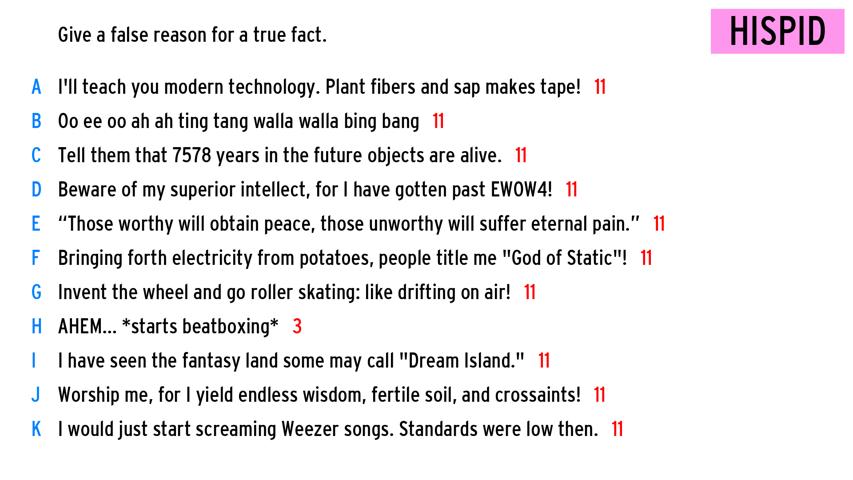 Give a false reason for a true fact.
HISPID
A I'll teach you modern technology. Plant fibers and sap makes tape! 11
B Oo ee oo ah ah ting tang walla walla bing bang 11
C Tell them that 7578 years in the future objects are alive. 11
D Beware of my superior intellect, for I have gotten past EWOW4! 11
E “Those worthy will obtain peace, those unworthy will suffer eternal pain.” 11
F Bringing forth electricity from potatoes, people title me "God of Static"! 11
G Invent the wheel and go roller skating: like drifting on air! 11
H AHEM... *starts beatboxing* 3
I I have seen the fantasy land some may call "Dream Island." 11
J Worship me, for I yield endless wisdom, fertile soil, and crossaints! 11
K I would just start screaming Weezer songs. Standards were low then. 11